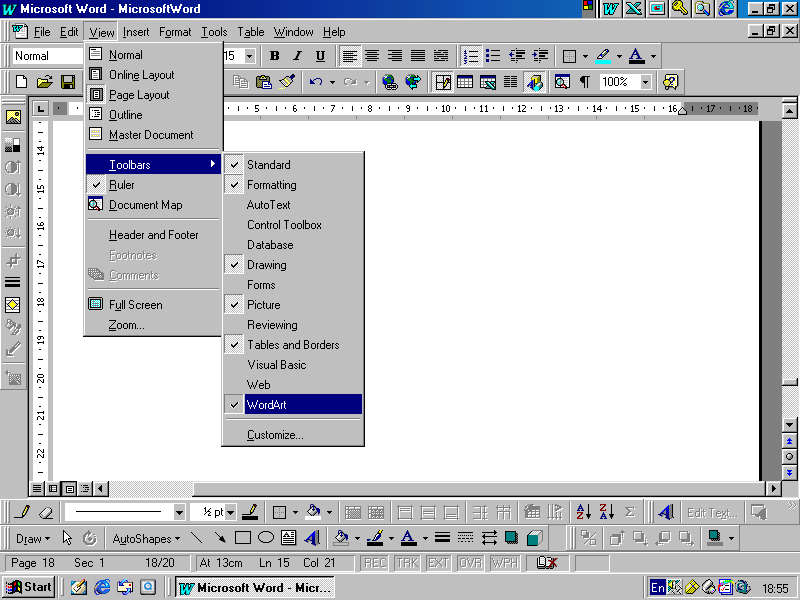 Microsoft Word - MicrosoftWord
File Edit View Insert Format Tools Table Window Help
Normal 15 B I U A
100%
5 6 7 8 9 10 11 12 13 14 15 16 17 18
14
15
16
17
18
19
20
21
22
Normal
Online Layout
Page Layout
Outline
Master Document
Toolbars
Ruler
Document Map
Header and Footer
Footnotes
Comments
Full Screen
Zoom...
Standard
Formatting
AutoText
Control Toolbox
Database
Drawing
Forms
Picture
Reviewing
Tables and Borders
Visual Basic
Web
WordArt
Customize...
½ pt Edit Text...
Draw AutoShapes
Page 18 Sec 1 18/20 At 13cm Ln 15 Col 21 REC TRK EXT OVR WPH
Start Microsoft Word - Micr... En 18:55